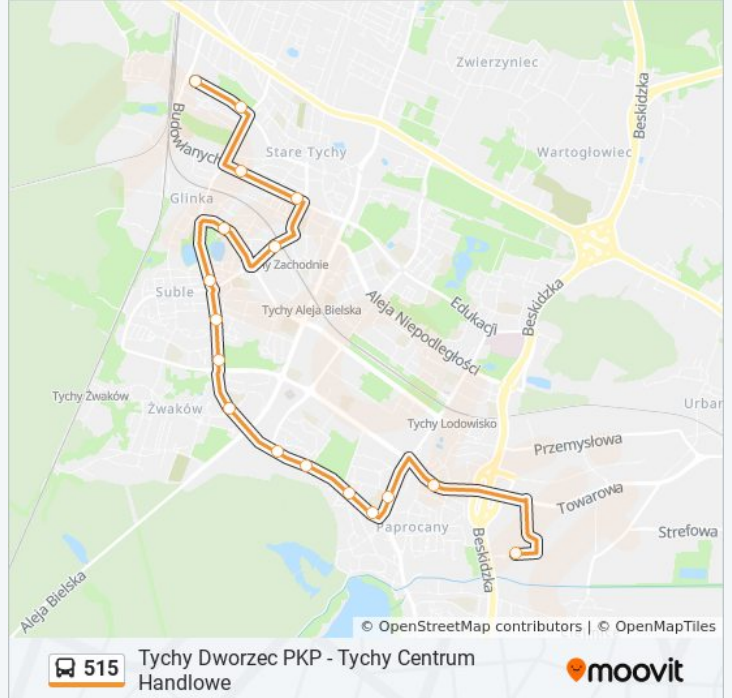 Zwierzyniec
Beskidzka
Budowlanych
Stare Tychy
Wartogłowiec
Glinka
Zachodnie
Beskidzka
Suble
Tychy Aleja Bielska
Edukacji
Aleja Niepodległości
Tychy Żwaków
Żwaków
Urbar
Tychy Lodowisko
Przemysłowa
Towarowa
Paprocany
Strefowa
Beskidzka
Aleja Bielska
© OpenStreetMap contributors | © OpenMapTiles
515
Tychy Dworzec PKP - Tychy Centrum
Handlowe
moovit